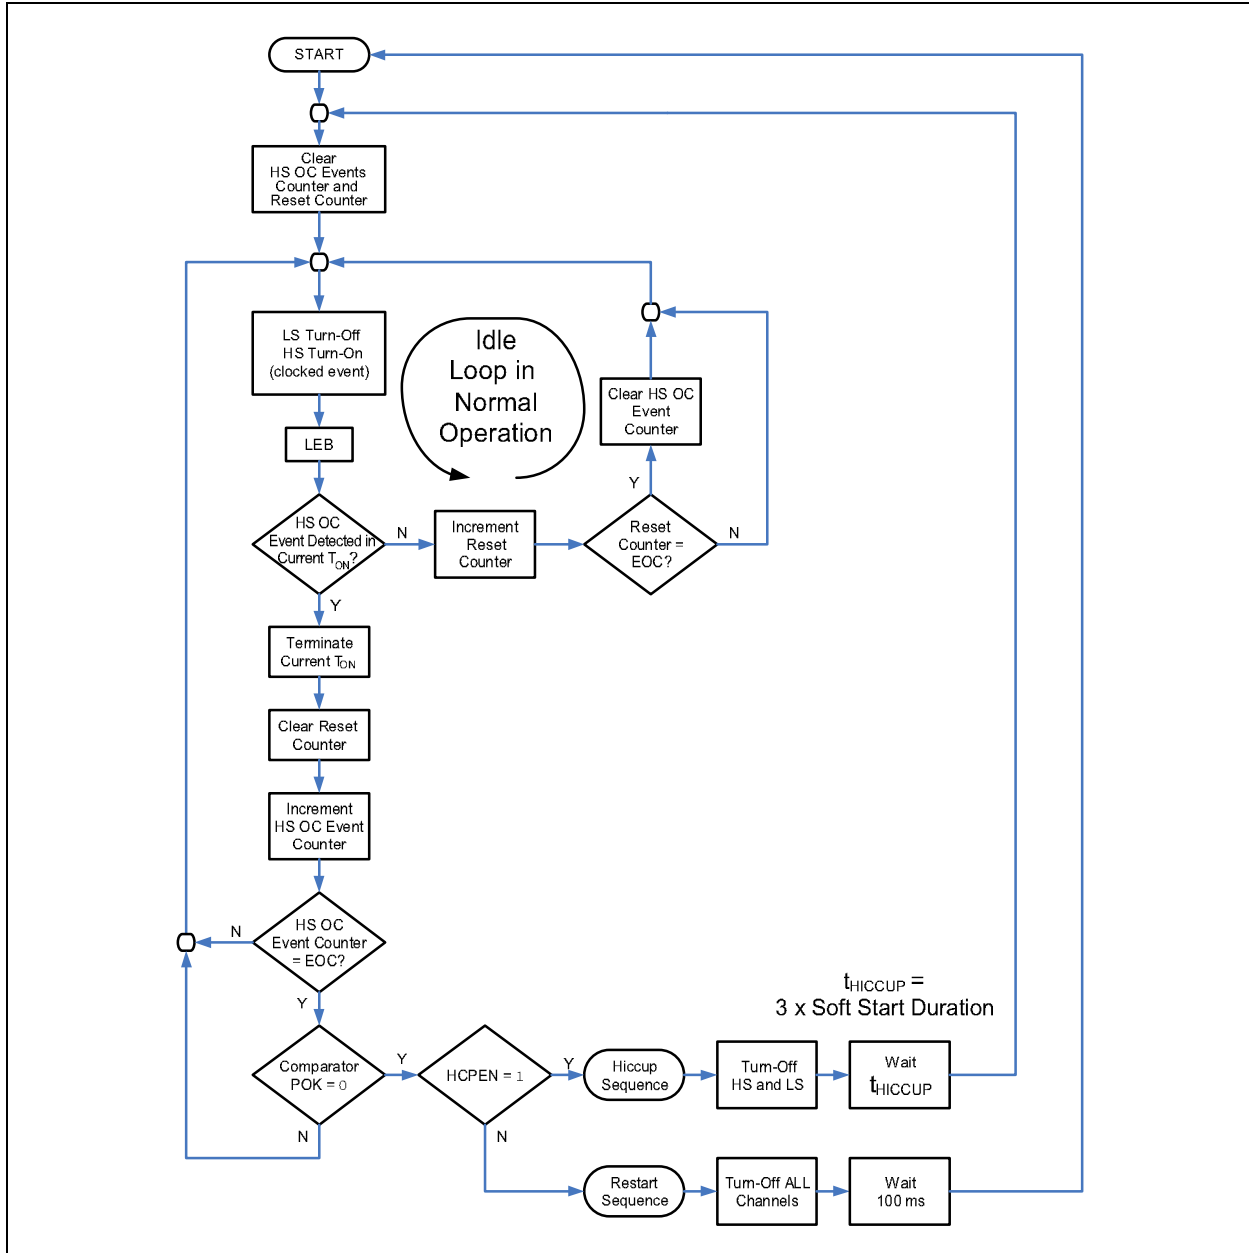 START
Clear
HS OC Events
Counter and
Reset Counter
LS Turn-Off
HS Turn-On
(clocked event)
Idle
Loop in
Normal
Operation
Clear HS OC
Event
Counter
LEB
Y
HS OC
Event Detected in
Current TON?
N
Increment
Reset
Counter
Reset
Counter =
EOC?
N
Y
Terminate
Current TON
Clear Reset
Counter
Increment
HS OC Event
Counter
HS OC
Event Counter
= EOC?
N
Y
tHICCUP =
3 x Soft Start Duration
Comparator
POK = 0
Y
N
HCPEN = 1
Y
N
Hiccup
Sequence
Turn-Off
HS and LS
Wait
tHICCUP
Restart
Sequence
Turn-Off ALL
Channels
Wait
100 ms